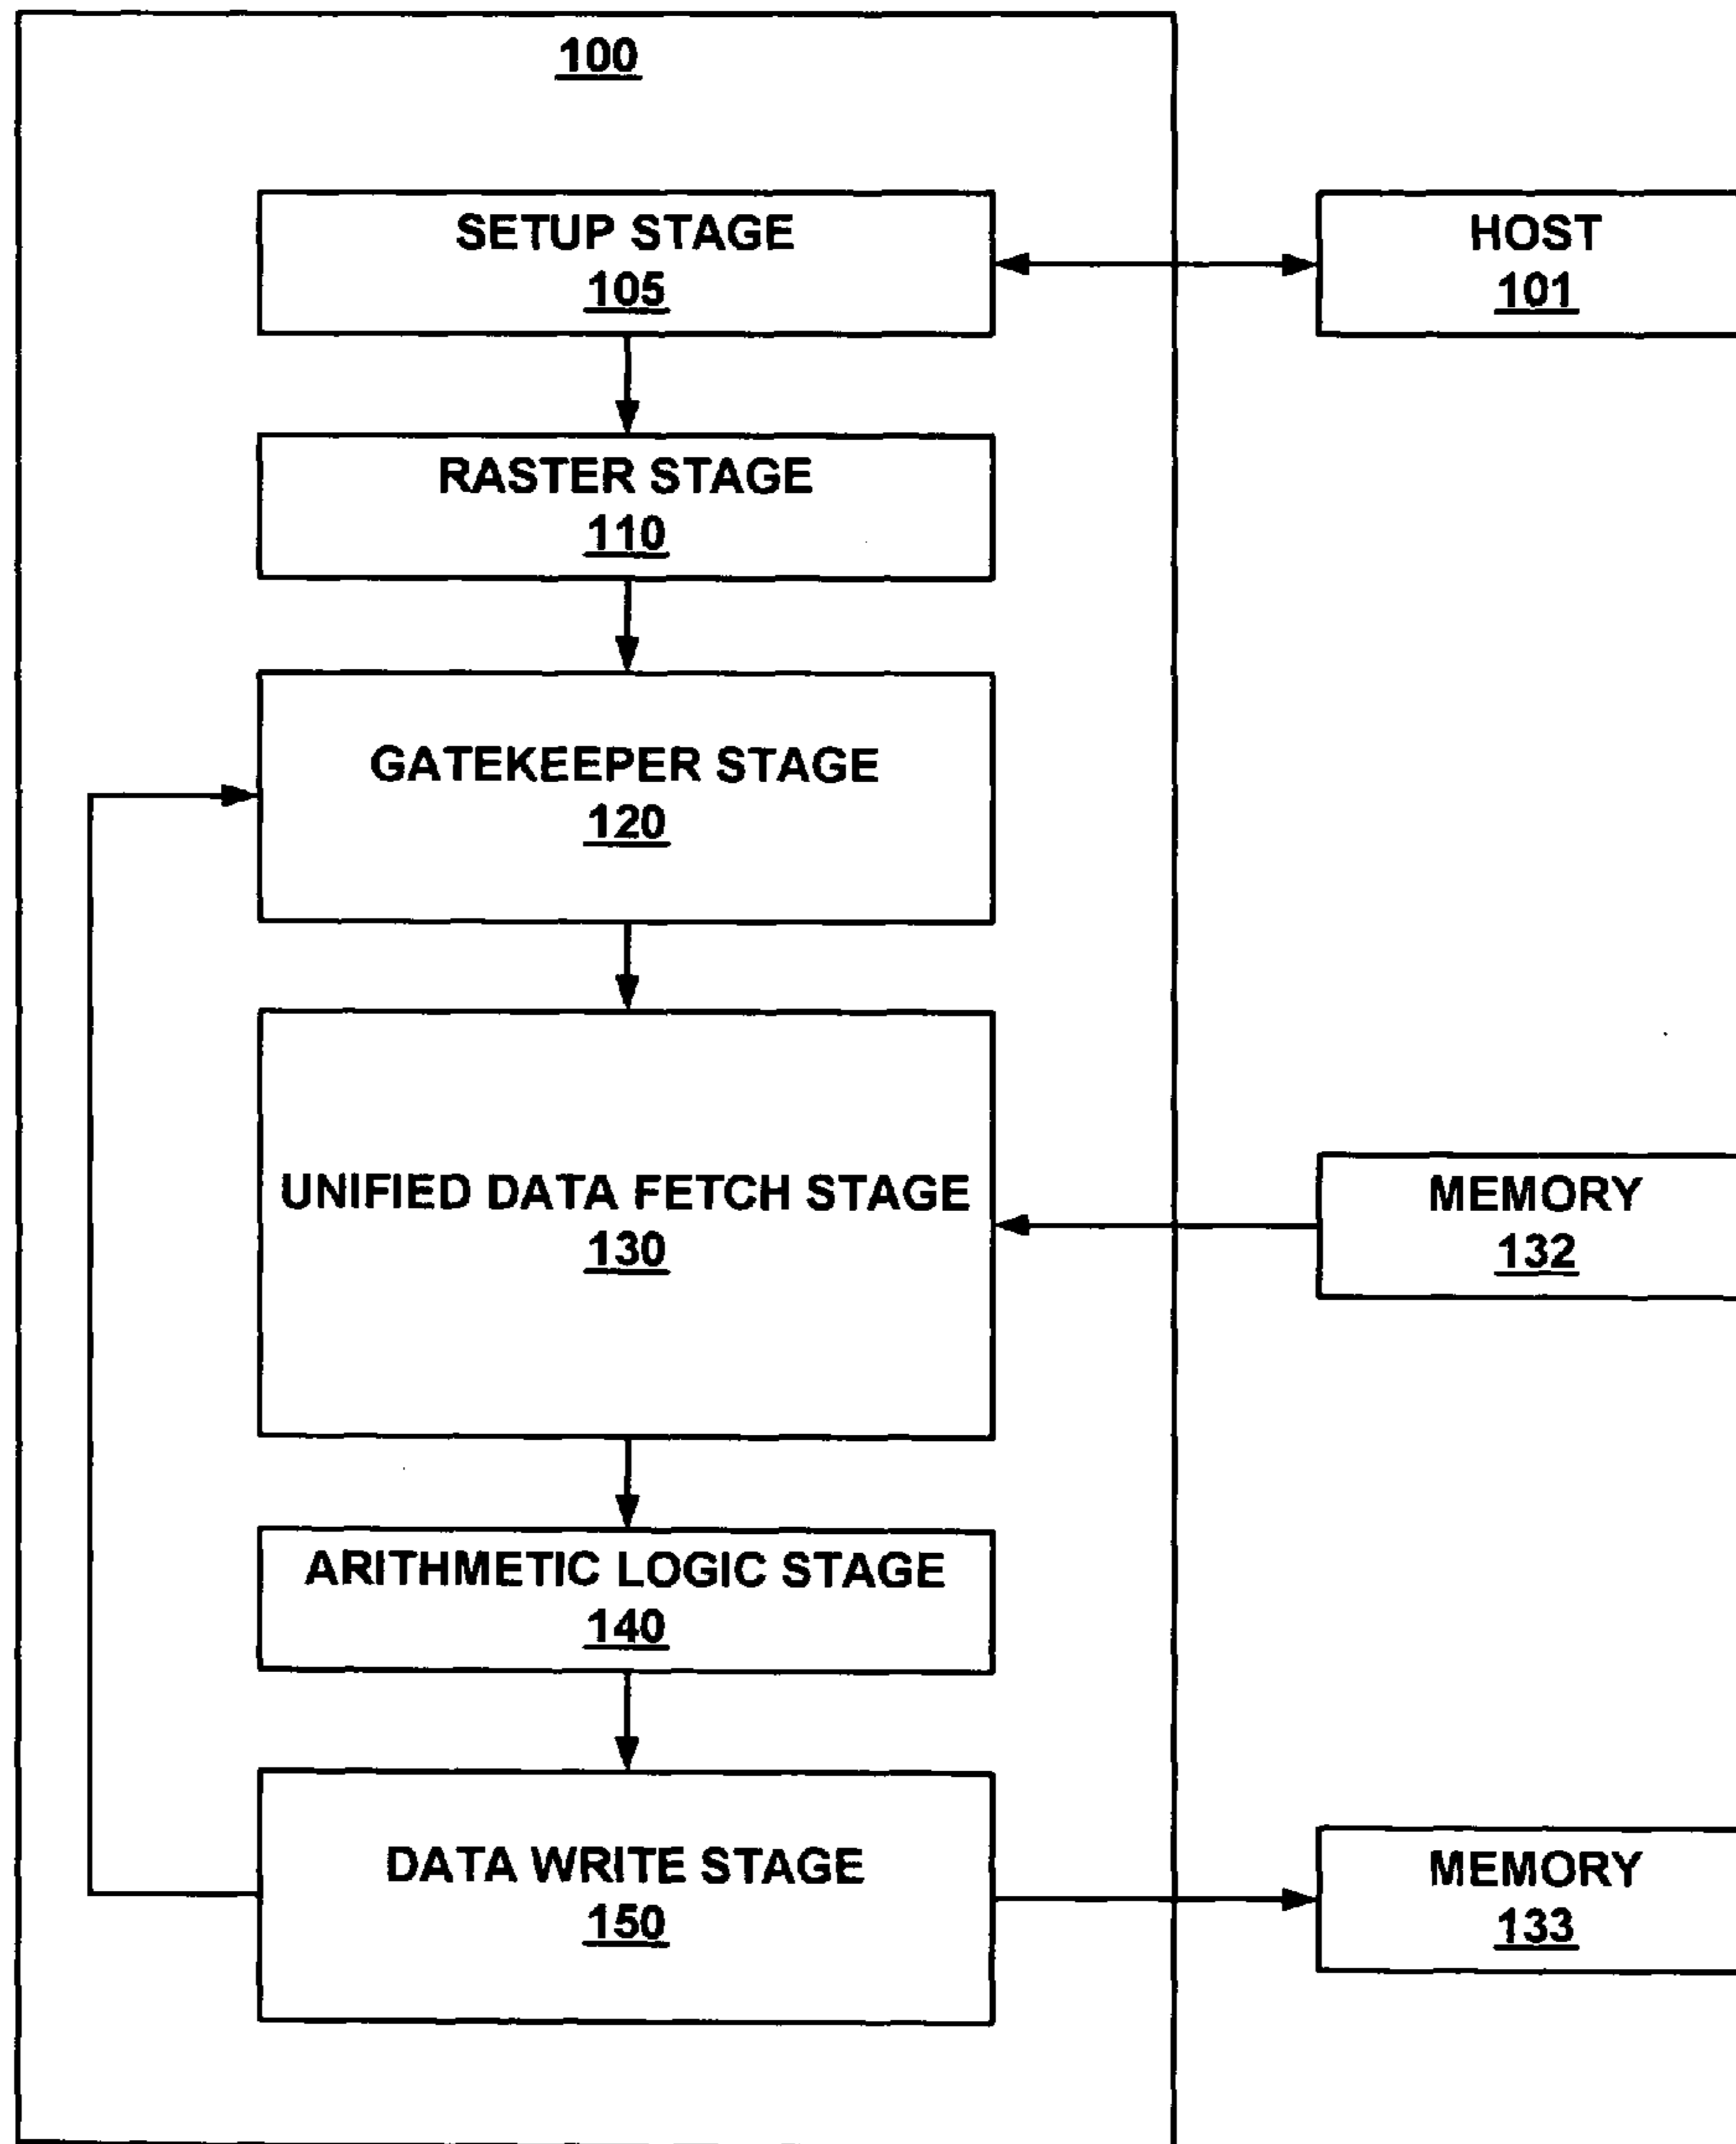 100
SETUP STAGE
105
HOST
101
RASTER STAGE
110
GATEKEEPER STAGE
120
UNIFIED DATA FETCH STAGE
130
MEMORY
132
ARITHMETIC LOGIC STAGE
140
DATA WRITE STAGE
150
MEMORY
133